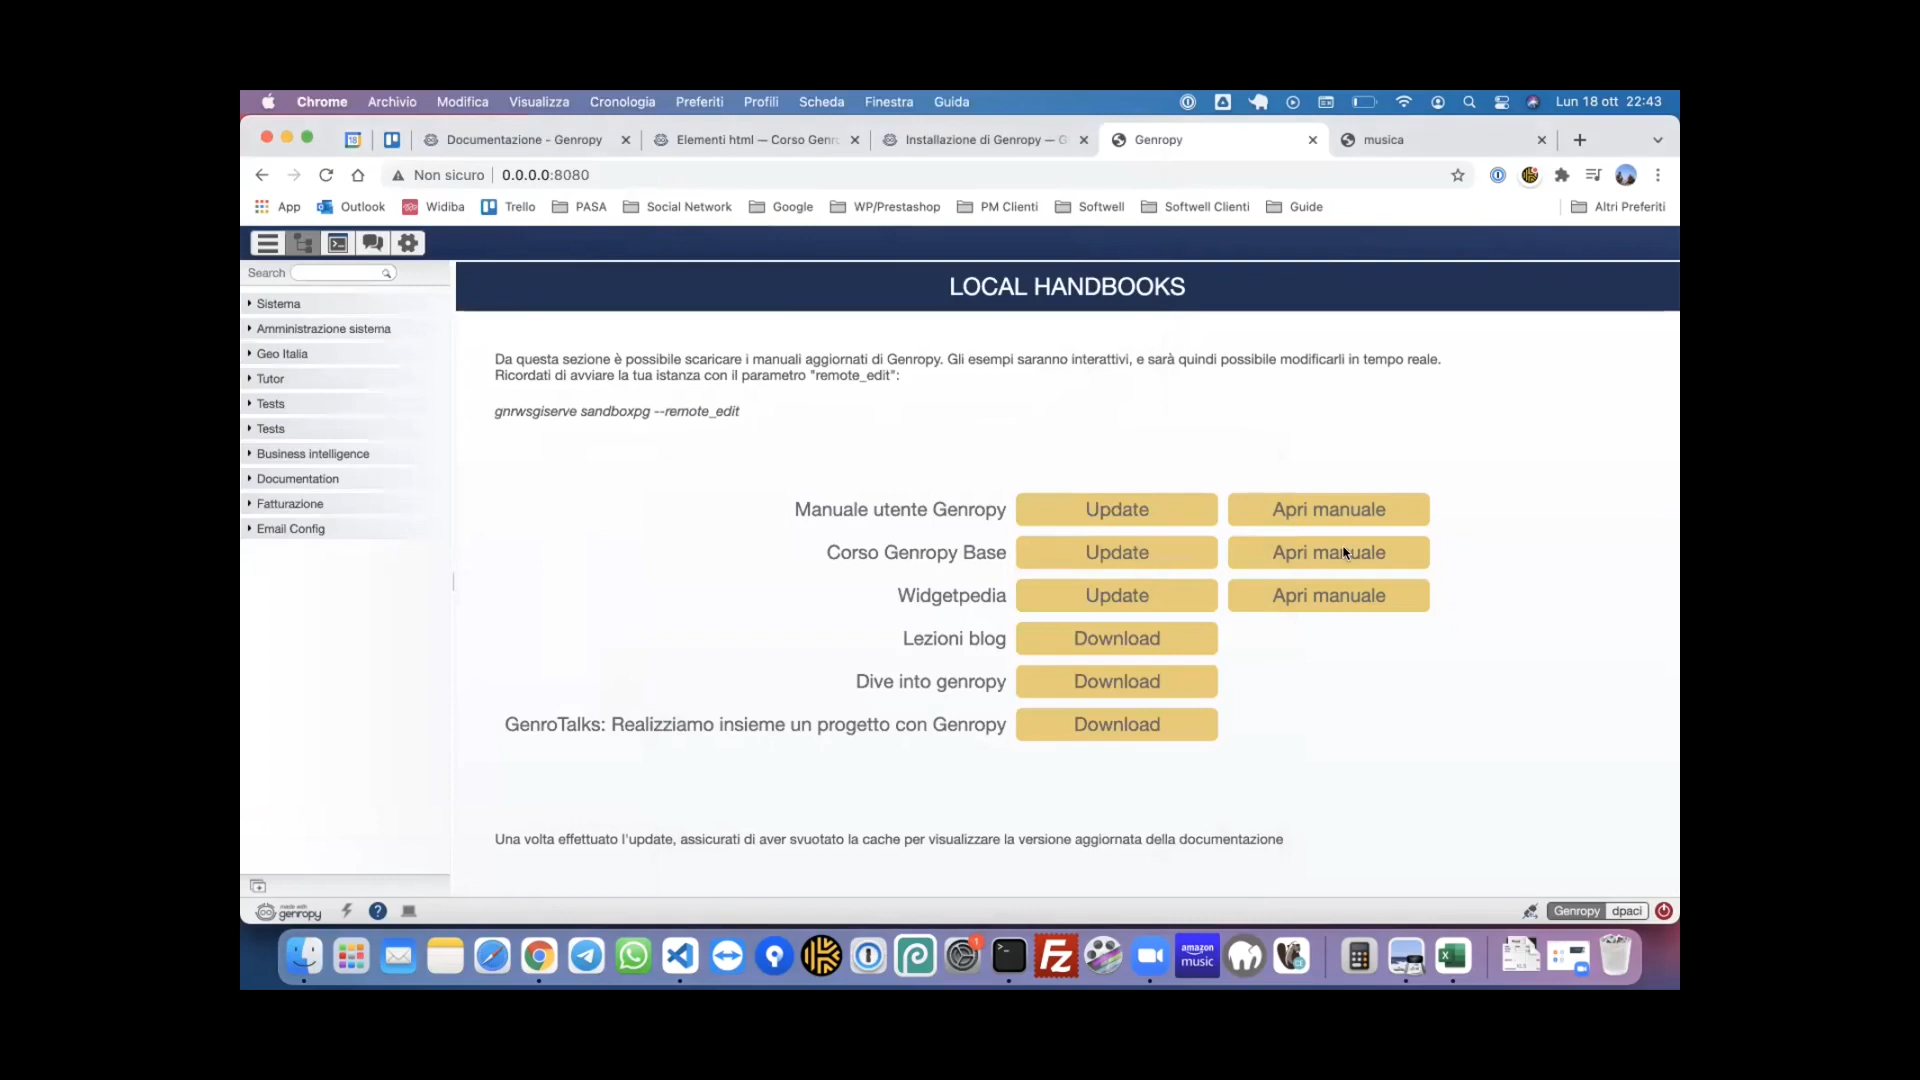 Chrome Archivio Modifica Visualizza Cronologia Preferiti Profili Scheda Finestra Guida Lun 18 ott 22:43
18 Documentazione - Genropy Elementi html — Corso Genro Installazione di Genropy — G Genropy musica
Non sicuro 0.0.0.0:8080
App Outlook Widiba Trello PASA Social Network Google WP/Prestashop PM Clienti Softwell Softwell Clienti Guide Altri Preferiti
Search
LOCAL HANDBOOKS
Sistema
Amministrazione sistema
Geo Italia
Tutor
Tests
Tests
Business intelligence
Documentation
Fatturazione
Email Config
Da questa sezione è possibile scaricare i manuali aggiornati di Genropy. Gli esempi saranno interattivi, e sarà quindi possibile modificarli in tempo reale.
Ricordati di avviare la tua istanza con il parametro "remote_edit":
gnrwsgiserve sandboxpg --remote_edit
Manuale utente Genropy Update Apri manuale
Corso Genropy Base Update Apri manuale
Widgetpedia Update Apri manuale
Lezioni blog Download
Dive into genropy Download
GenroTalks: Realizziamo insieme un progetto con Genropy Download
Una volta effettuato l'update, assicurati di aver svuotato la cache per visualizzare la versione aggiornata della documentazione
made with
genropy ? Genropy dpaci
1 Fz amazon music X